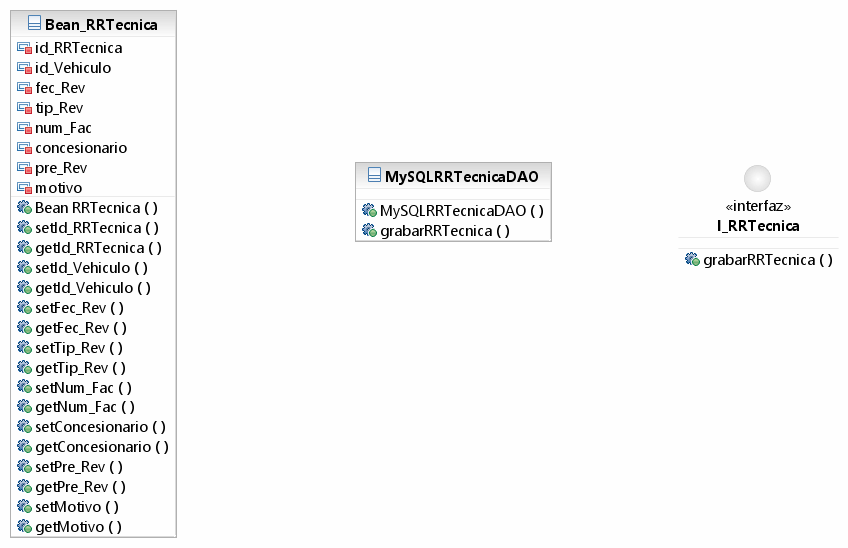 Bean_RRTecnica
id_RRTecnica
id_Vehiculo
fec_Rev
tip_Rev
num_Fac
concesionario
pre_Rev
motivo
Bean RRTecnica ( )
setId_RRTecnica ( )
getId_RRTecnica ( )
setId_Vehiculo ( )
getId_Vehiculo ( )
setFec_Rev ( )
getFec_Rev ( )
setTip_Rev ( )
getTip_Rev ( )
setNum_Fac ( )
getNum_Fac ( )
setConcesionario ( )
getConcesionario ( )
setPre_Rev ( )
getPre_Rev ( )
setMotivo ( )
getMotivo ( )
MySQLRRTecnicaDAO
MySQLRRTecnicaDAO ( )
grabarRRTecnica ( )
«interfaz»
I_RRTecnica
grabarRRTecnica ( )